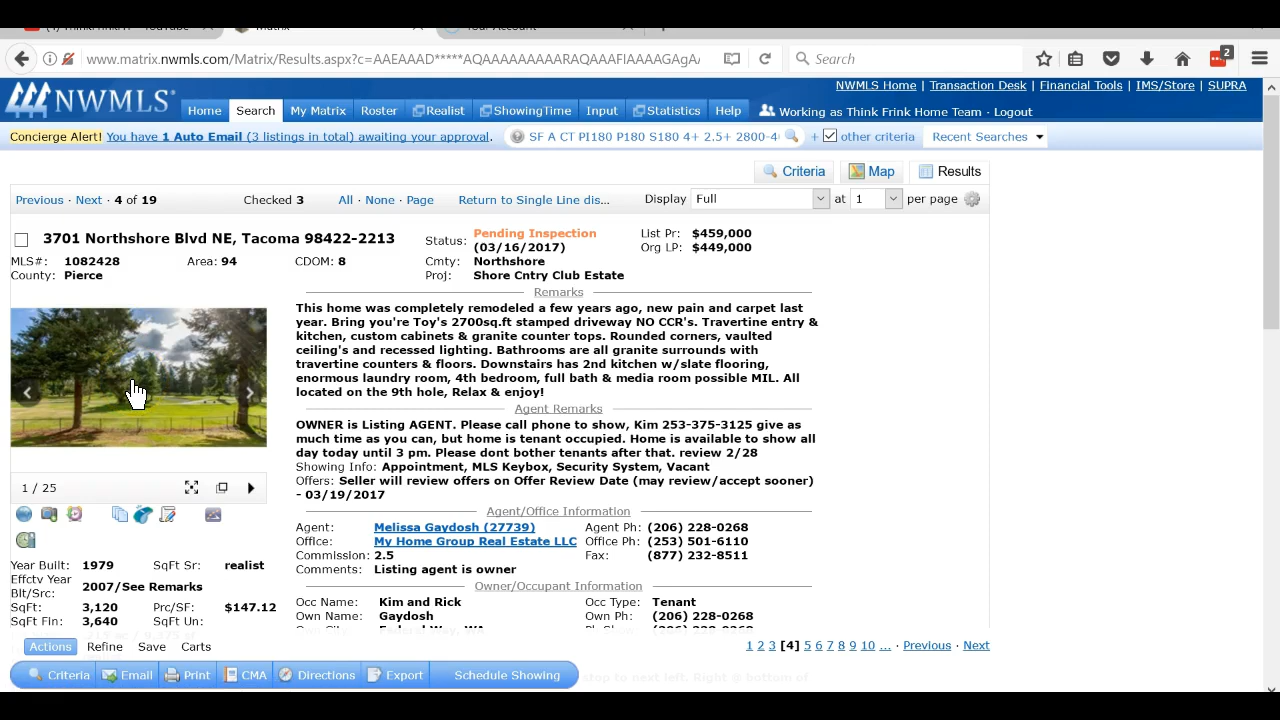 www.matrix.nwmls.com/Matrix/Results.aspx?c=AAEAAAD*****AQAAAAAAAAARAQAAAFIAAAAGAgA/
Search
2
NWMLS
NWMLS Home | Transaction Desk | Financial Tools | IMS/Store | SUPRA
Home Search My Matrix Roster Realist ShowingTime Input Statistics Help Working as Think Frink Home Team · Logout
Concierge Alert! You have 1 Auto Email (3 listings in total) awaiting your approval. SF A CT PI180 P180 S180 4+ 2.5+ 2800-4 + other criteria Recent Searches
Criteria Map Results
Previous · Next · 4 of 19 Checked 3 All · None · Page Return to Single Line dis... Display Full at 1 per page
3701 Northshore Blvd NE, Tacoma 98422-2213
Status: Pending Inspection (03/16/2017)
List Pr: $459,000
Org LP: $449,000
MLS#: 1082428 Area: 94 CDOM: 8 Cmty: Northshore
County: Pierce Proj: Shore Cntry Club Estate
Remarks
This home was completely remodeled a few years ago, new pain and carpet last
year. Bring you're Toy's 2700sq.ft stamped driveway NO CCR's. Travertine entry &
kitchen, custom cabinets & granite counter tops. Rounded corners, vaulted
ceiling's and recessed lighting. Bathrooms are all granite surrounds with
travertine counters & floors. Downstairs has 2nd kitchen w/slate flooring,
enormous laundry room, 4th bedroom, full bath & media room possible MIL. All
located on the 9th hole, Relax & enjoy!
Agent Remarks
OWNER is Listing AGENT. Please call phone to show, Kim 253-375-3125 give as
much time as you can, but home is tenant occupied. Home is available to show all
day today until 3 pm. Please dont bother tenants after that. review 2/28
Showing Info: Appointment, MLS Keybox, Security System, Vacant
Offers: Seller will review offers on Offer Review Date (may review/accept sooner)
- 03/19/2017
1 / 25
Agent/Office Information
Agent: Melissa Gaydosh (27739) Agent Ph: (206) 228-0268
Office: My Home Group Real Estate LLC Office Ph: (253) 501-6110
Commission: 2.5 Fax: (877) 232-8511
Comments: Listing agent is owner
Year Built: 1979 SqFt Sr: realist
Effctv Year Blt/Src: 2007/See Remarks
SqFt: 3,120 Prc/SF: $147.12
SqFt Fin: 3,640 SqFt Un:
Owner/Occupant Information
Occ Name: Kim and Rick Occ Type: Tenant
Own Name: Gaydosh Own Ph: (206) 228-0268
Actions Refine Save Carts
1 2 3 [4] 5 6 7 8 9 10 ... · Previous · Next
Criteria Email Print CMA Directions Export Schedule Showing